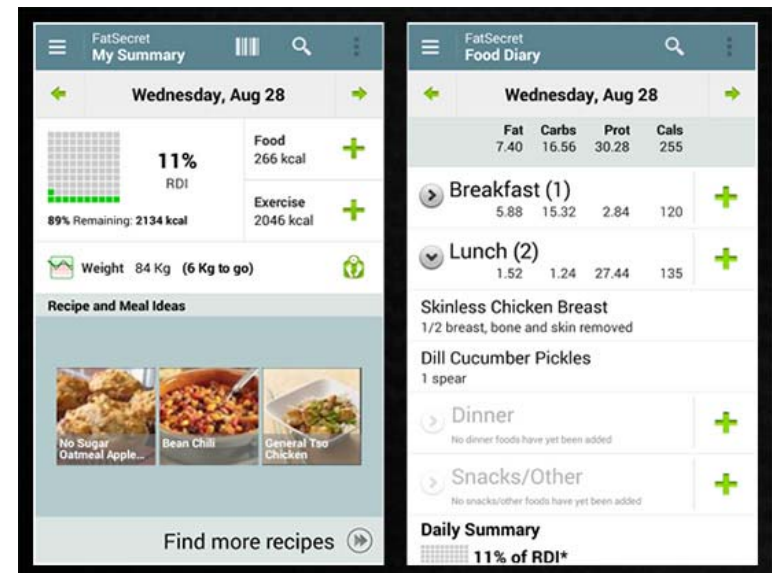 FatSecret
My Summary
Wednesday, Aug 28
11%
RDI
89% Remaining: 2134 kcal
Food
266 kcal
Exercise
2046 kcal
Weight 84 Kg (6 Kg to go)
Recipe and Meal Ideas
No Sugar
Oatmeal Apple...
Bean Chili
General Tso
Chicken
Find more recipes
FatSecret
Food Diary
Wednesday, Aug 28
Fat Carbs Prot Cals
7.40 16.56 30.28 255
Breakfast (1)
5.88 15.32 2.84 120
Lunch (2)
1.52 1.24 27.44 135
Skinless Chicken Breast
1/2 breast, bone and skin removed
Dill Cucumber Pickles
1 spear
Dinner
No dinner foods have yet been added
Snacks/Other
No snacks/other foods have yet been added
Daily Summary
11% of RDI*